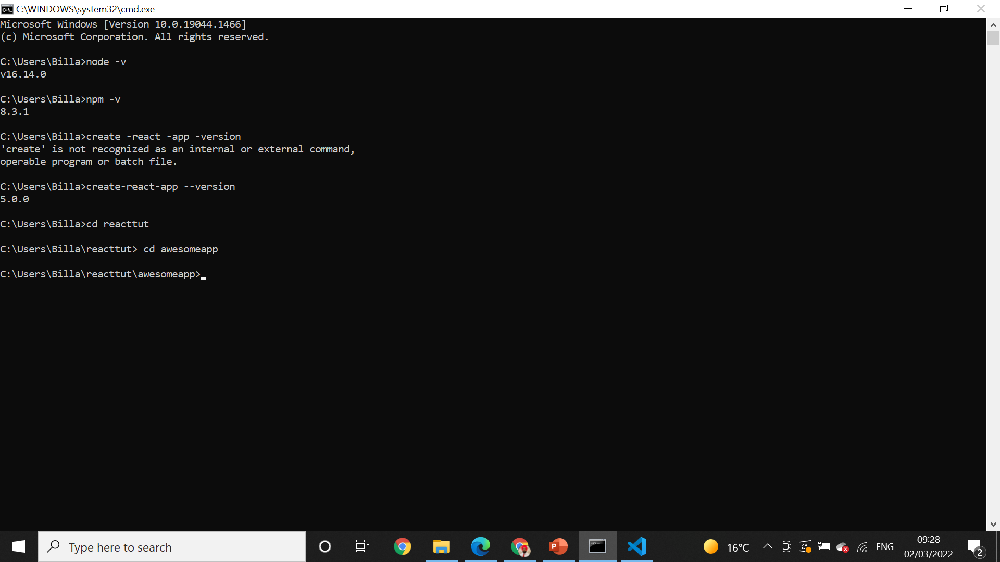 C:\WINDOWS\system32\cmd.exe
Microsoft Windows [Version 10.0.19044.1466]
(c) Microsoft Corporation. All rights reserved.
C:\Users\Billa>node -v
v16.14.0
C:\Users\Billa>npm -v
8.3.1
C:\Users\Billa>create -react -app -version
'create' is not recognized as an internal or external command,
operable program or batch file.
C:\Users\Billa>create-react-app --version
5.0.0
C:\Users\Billa>cd reacttut
C:\Users\Billa\reacttut> cd awesomeapp
C:\Users\Billa\reacttut\awesomeapp>
Type here to search
16°C
ENG
09:28
02/03/2022
2